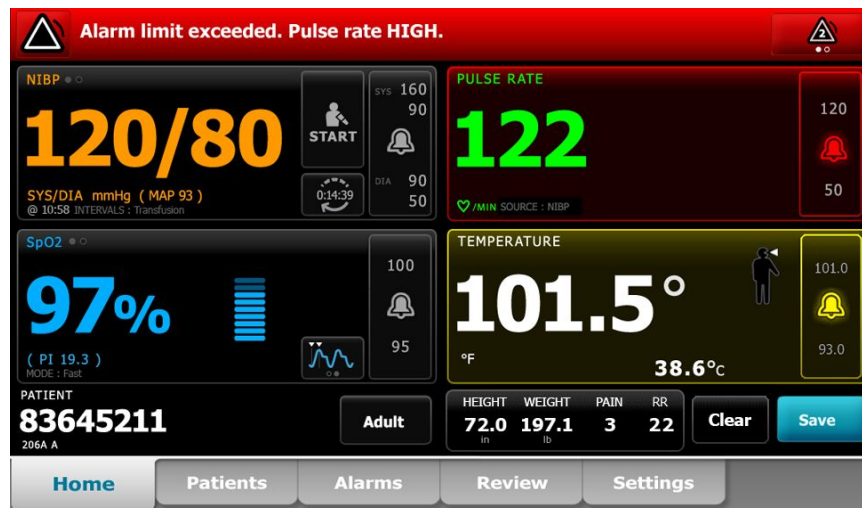 Alarm limit exceeded. Pulse rate HIGH.
2
NIBP
120/80
SYS/DIA mmHg ( MAP 93 )
@ 10:58 INTERVALS : Transfusion
START
0:14:39
SYS 160
90
DIA 90
50
PULSE RATE
122
/MIN SOURCE : NIBP
120
50
SpO2
97%
( PI 19.3 )
MODE : Fast
100
95
TEMPERATURE
101.5°
°F
38.6°C
101.0
93.0
PATIENT
83645211
206A A
Adult
HEIGHT WEIGHT PAIN RR
72.0 197.1 3 22
in lb
Clear
Save
Home Patients Alarms Review Settings